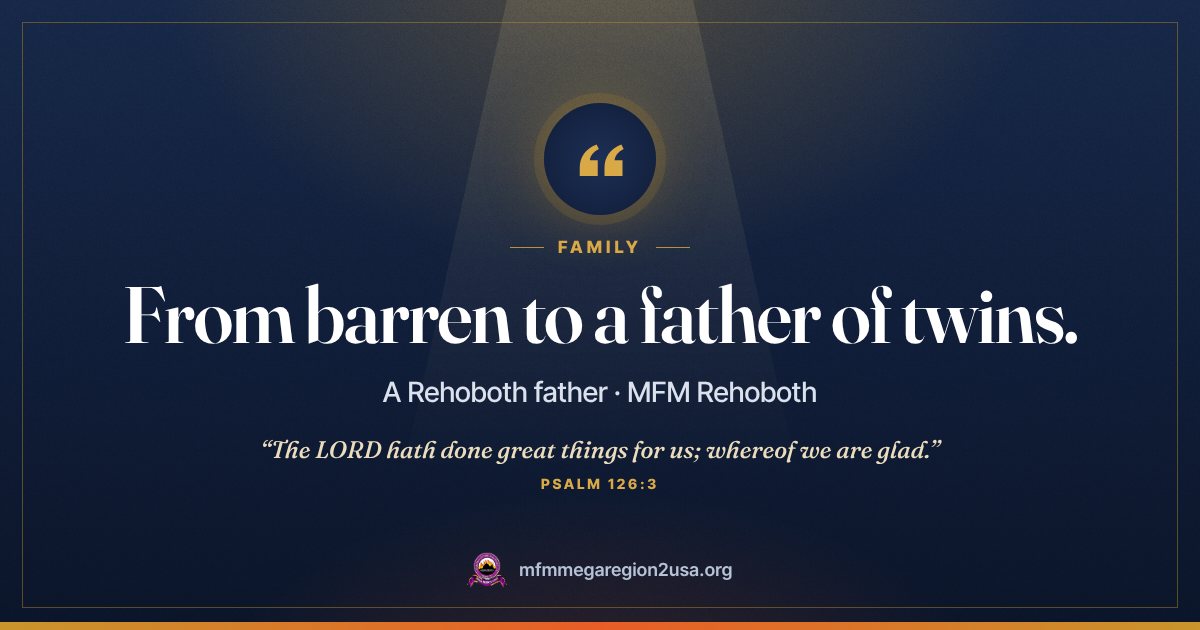 FAMILY
From barren to a father of twins.
A Rehoboth father · MFM Rehoboth
“The LORD hath done great things for us; whereof we are glad.”
PSALM 126:3
mfmmegaregion2usa.org